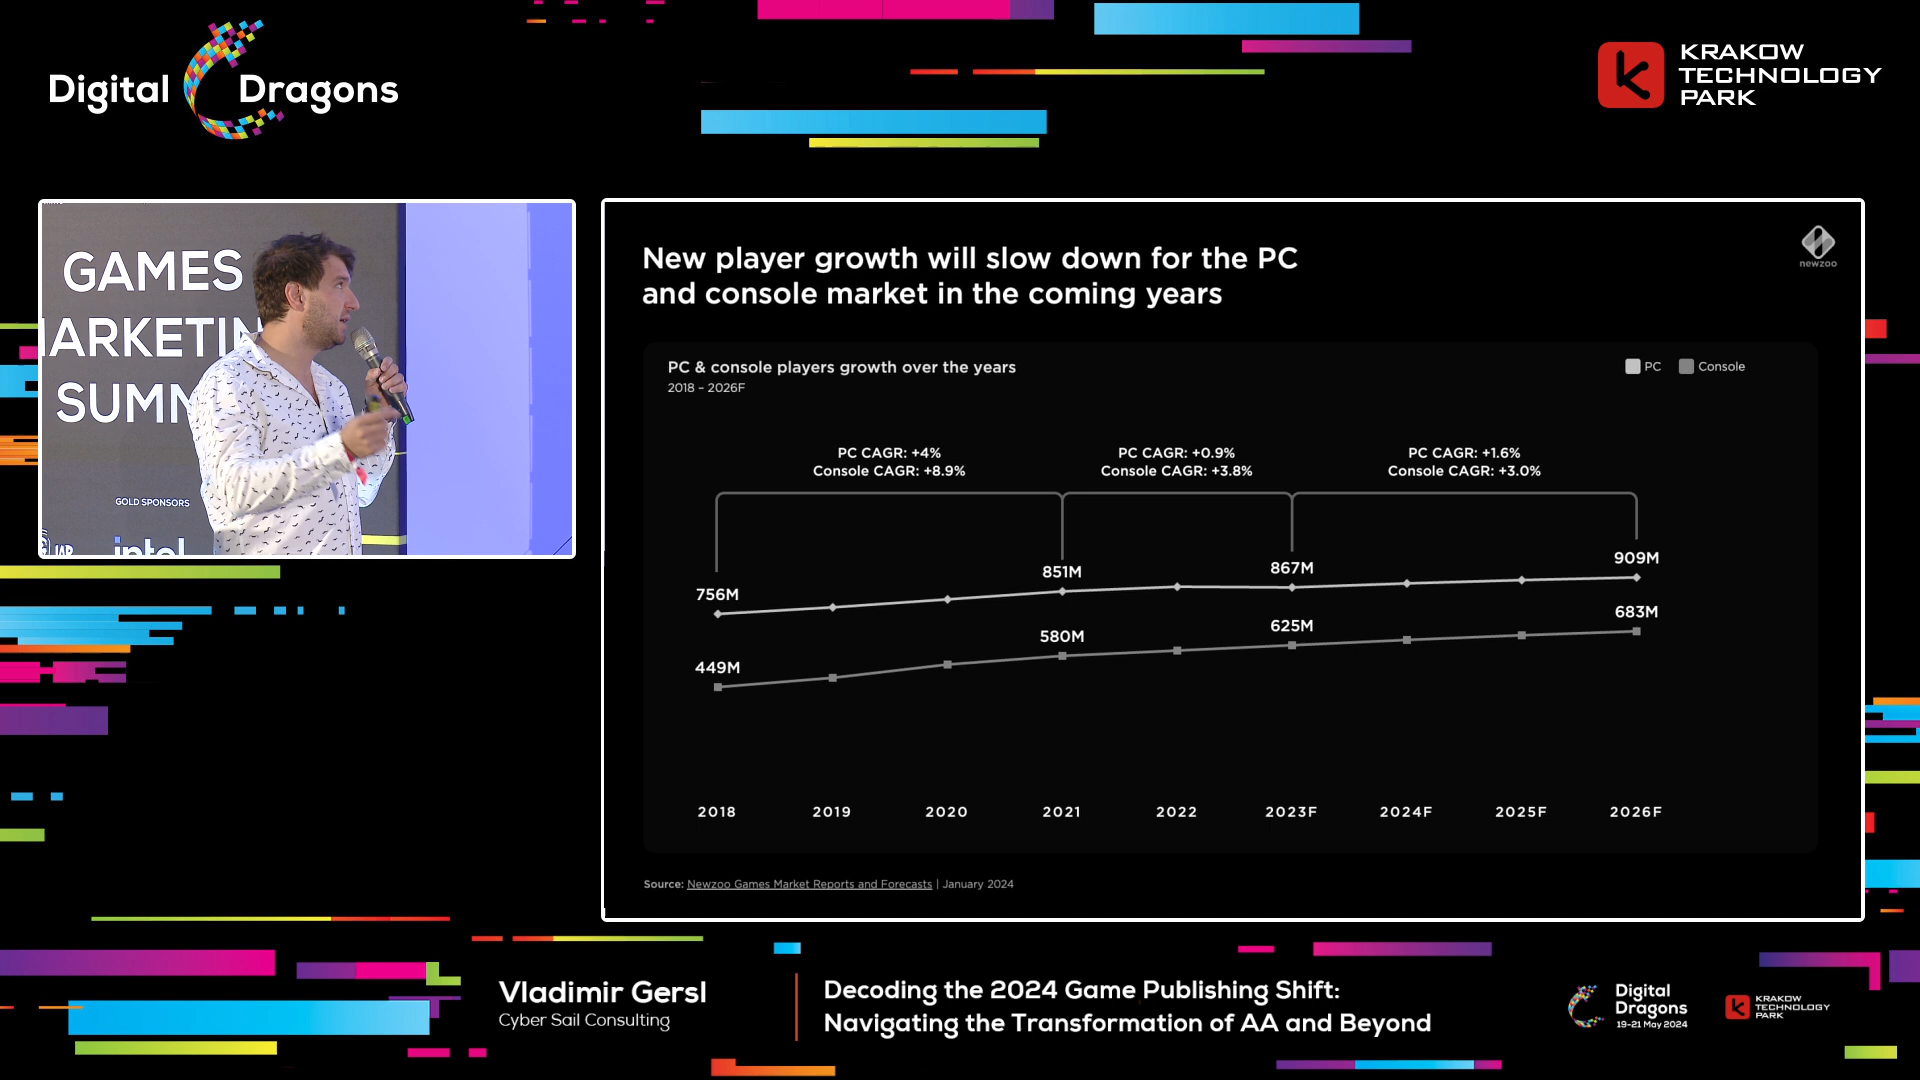 Digital Dragons
KRAKOW
TECHNOLOGY
PARK
GAMES
MARKETIN
SUMM
GOLD SPONSORS
intel
New player growth will slow down for the PC
and console market in the coming years
newzoo
PC & console players growth over the years
2018 – 2026F
PC Console
PC CAGR: +4%
Console CAGR: +8.9%
PC CAGR: +0.9%
Console CAGR: +3.8%
PC CAGR: +1.6%
Console CAGR: +3.0%
756M 851M 867M 909M
449M 580M 625M 683M
2018 2019 2020 2021 2022 2023F 2024F 2025F 2026F
Source: Newzoo Games Market Reports and Forecasts | January 2024
Vladimir Gersl
Cyber Sail Consulting
Decoding the 2024 Game Publishing Shift:
Navigating the Transformation of AA and Beyond
Digital
Dragons
19-21 May 2024
KRAKOW
TECHNOLOGY
PARK